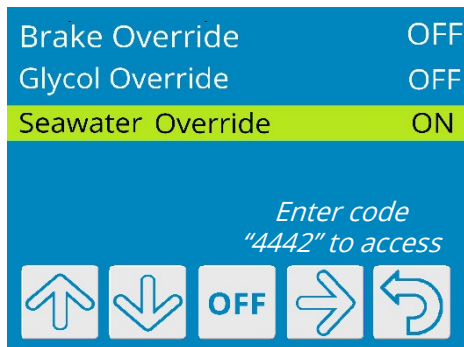 Brake Override OFF
Glycol Override OFF
Seawater Override ON
Enter code
“4442” to access
OFF